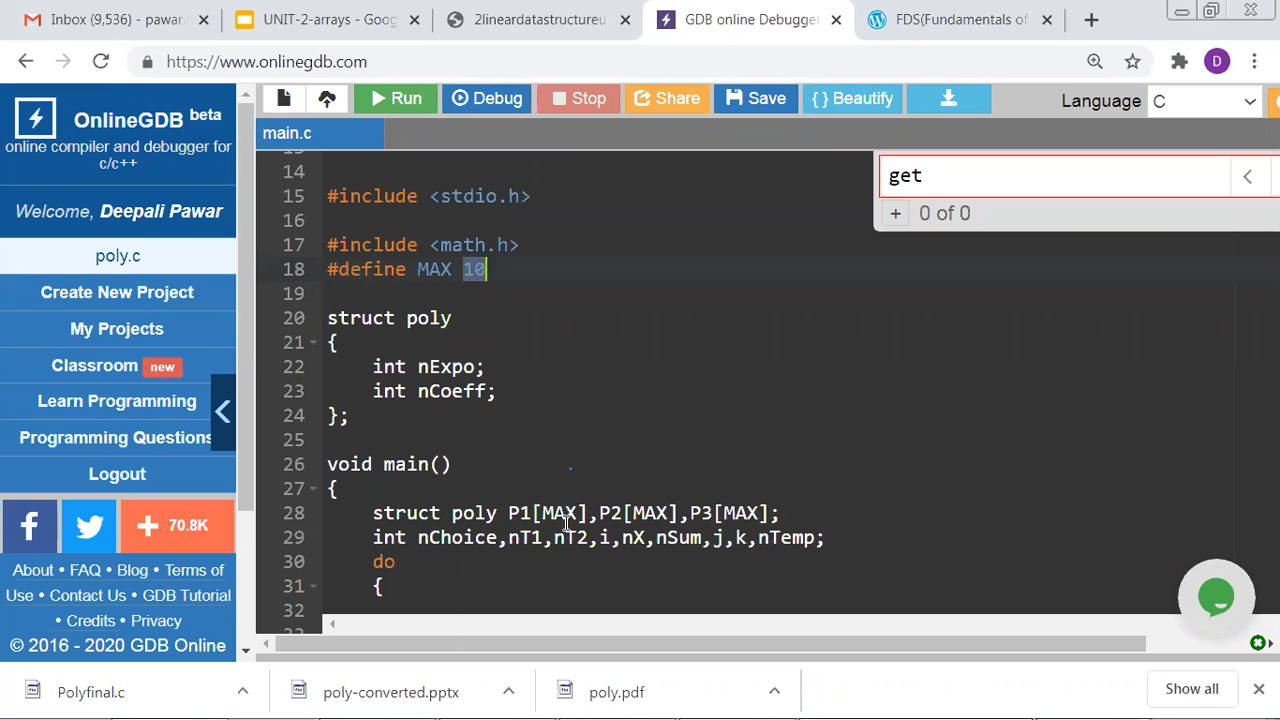 Inbox (9,536) - pawar.
UNIT-2-arrays - Goog
2lineardatastructureu
GDB online Debugger
FDS(Fundamentals of
https://www.onlinegdb.com
D
OnlineGDB beta
online compiler and debugger for
c/c++
Welcome, Deepali Pawar
poly.c
Create New Project
My Projects
Classroom new
Learn Programming
Programming Questions
Logout
+ 70.8K
About • FAQ • Blog • Terms of
Use • Contact Us • GDB Tutorial
• Credits • Privacy
© 2016 - 2020 GDB Online
Run
Debug
Stop
Share
Save
{ } Beautify
Language C
main.c
get
+ 0 of 0
14
15 #include <stdio.h>
16
17 #include <math.h>
18 #define MAX 10
19
20 struct poly
21 {
22 int nExpo;
23 int nCoeff;
24 };
25
26 void main()
27 {
28 struct poly P1[MAX],P2[MAX],P3[MAX];
29 int nChoice,nT1,nT2,i,nX,nSum,j,k,nTemp;
30 do
31 {
32
Polyfinal.c
poly-converted.pptx
poly.pdf
Show all